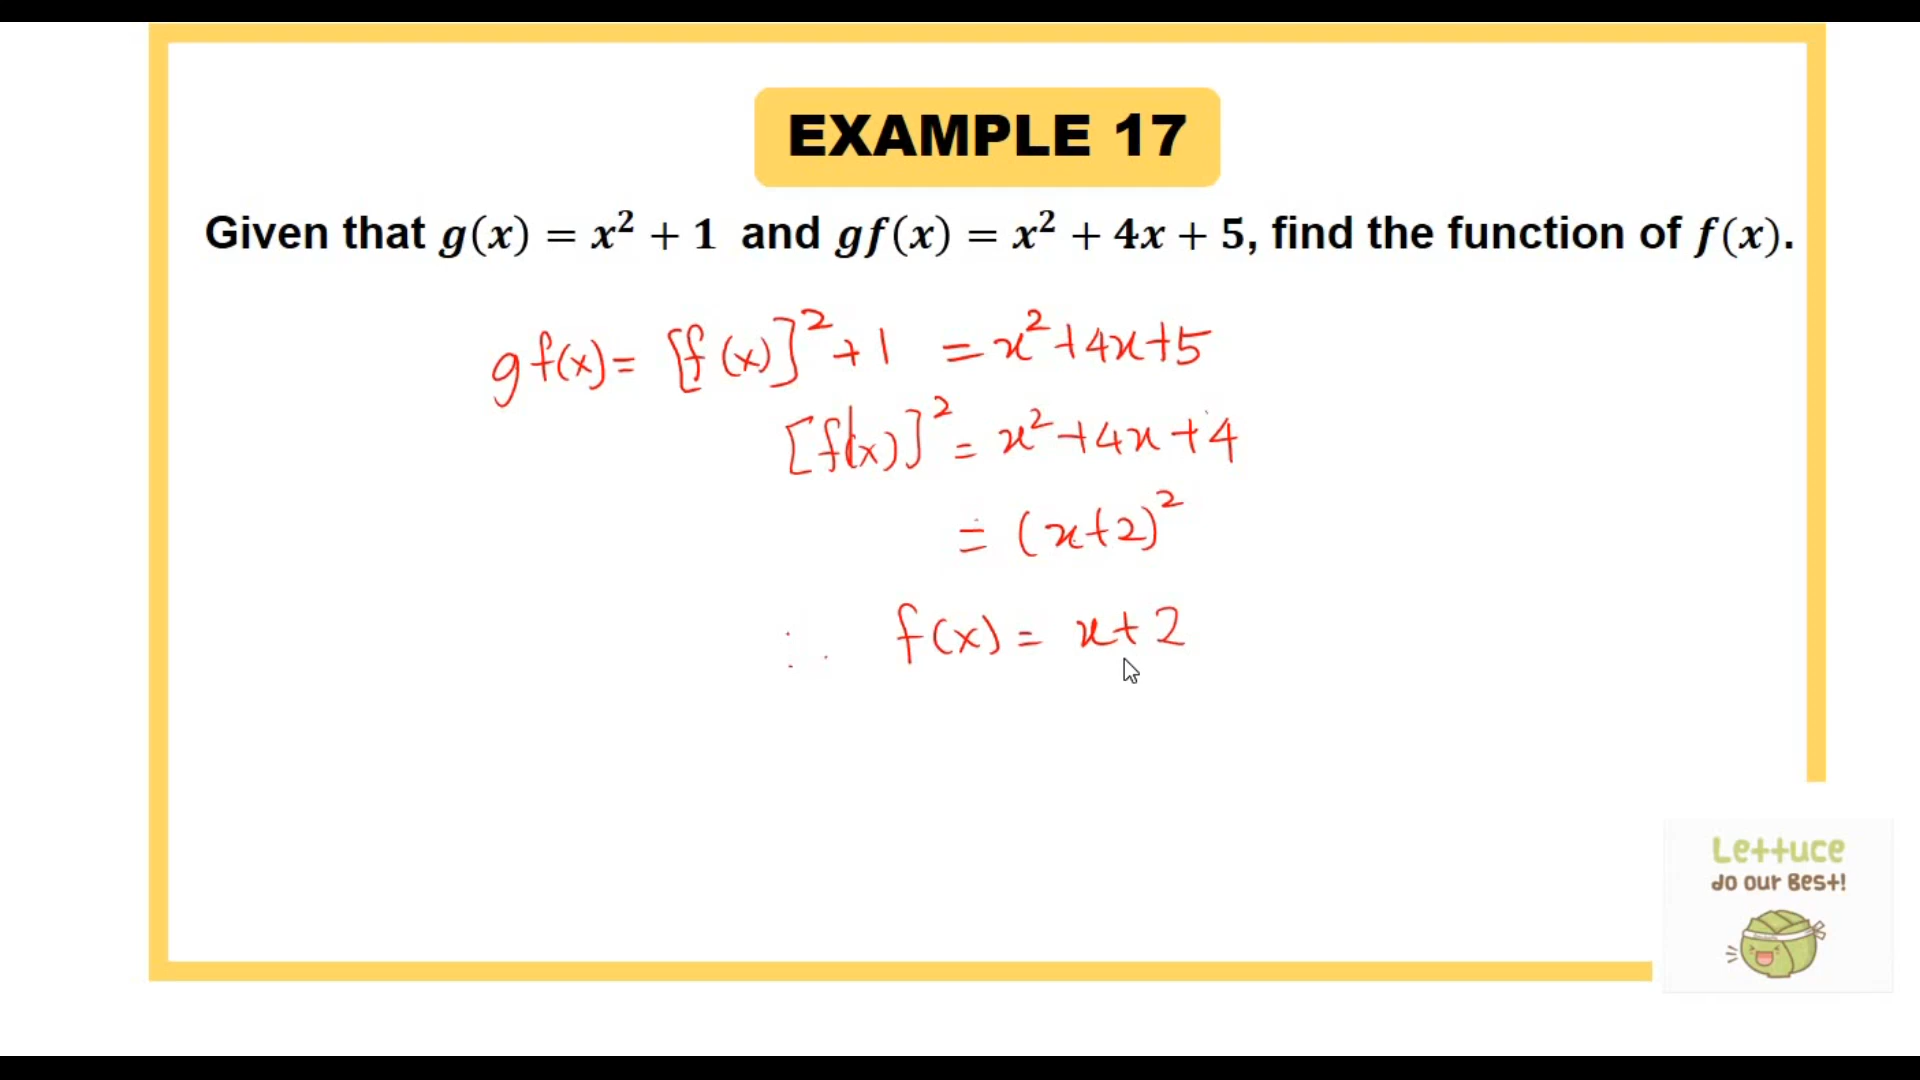 EXAMPLE 17
Given that g(x) = x² + 1 and gf(x) = x² + 4x + 5, find the function of f(x).
gf(x) = [f(x)]² + 1 = x² + 4x + 5
[f(x)]² = x² + 4x + 4
= (x+2)²
∴ f(x) = x + 2
Lettuce
do our Best!